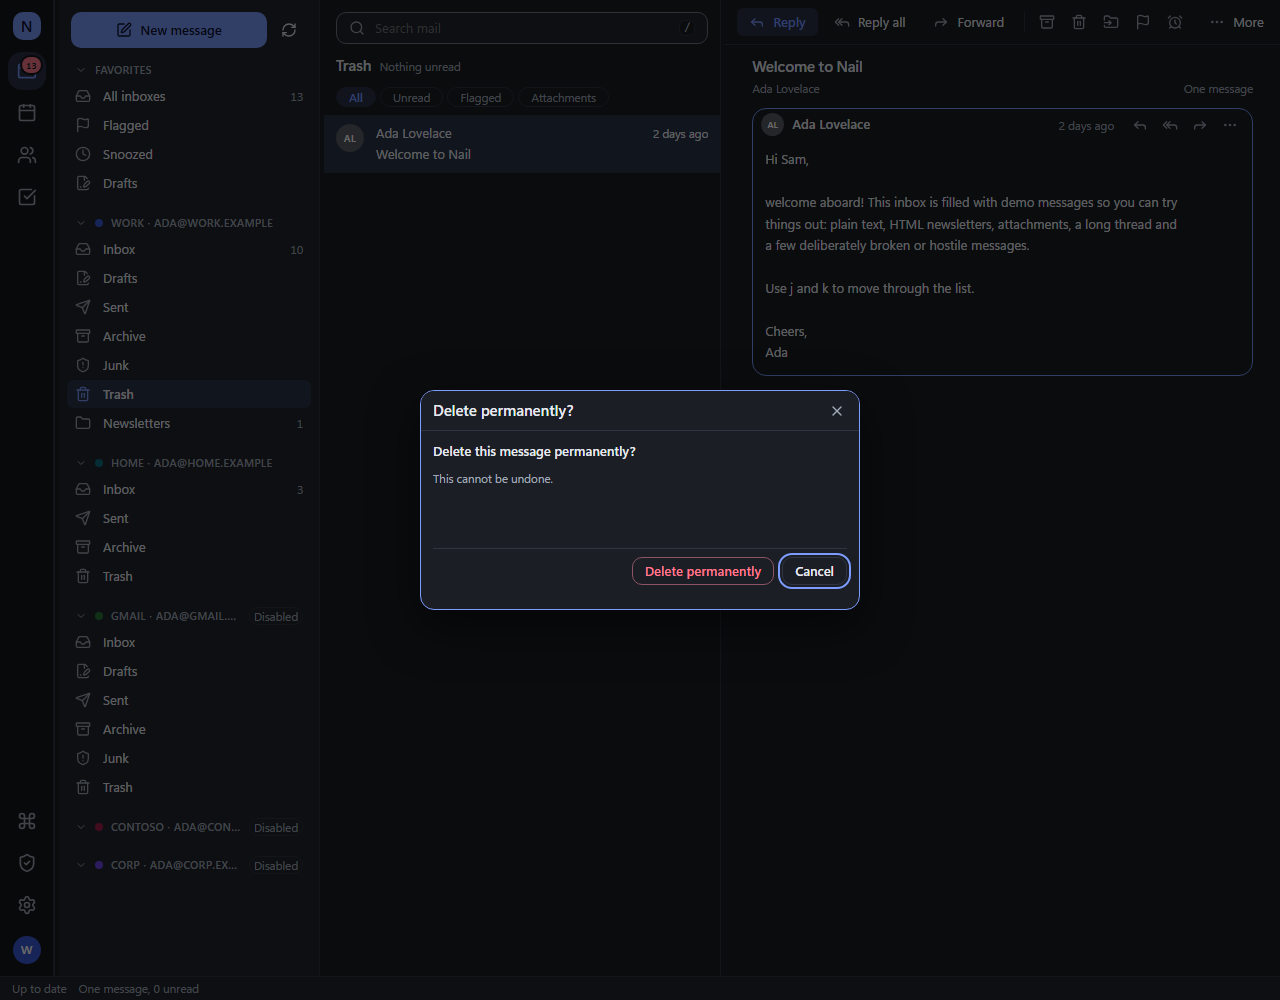 N
13
New message
FAVORITES
All inboxes 13
Flagged
Snoozed
Drafts
WORK · ADA@WORK.EXAMPLE
Inbox 10
Drafts
Sent
Archive
Junk
Trash
Newsletters 1
HOME · ADA@HOME.EXAMPLE
Inbox 3
Sent
Archive
Trash
GMAIL · ADA@GMAIL.... Disabled
Inbox
Drafts
Sent
Archive
Junk
Trash
CONTOSO · ADA@CON... Disabled
CORP · ADA@CORP.EX... Disabled
W
Up to date One message, 0 unread
Search mail /
Trash Nothing unread
All Unread Flagged Attachments
AL Ada Lovelace 2 days ago
Welcome to Nail
Reply Reply all Forward More
Welcome to Nail
Ada Lovelace One message
AL Ada Lovelace 2 days ago
Hi Sam,
welcome aboard! This inbox is filled with demo messages so you can try
things out: plain text, HTML newsletters, attachments, a long thread and
a few deliberately broken or hostile messages.
Use j and k to move through the list.
Cheers,
Ada
Delete permanently?
Delete this message permanently?
This cannot be undone.
Delete permanently Cancel